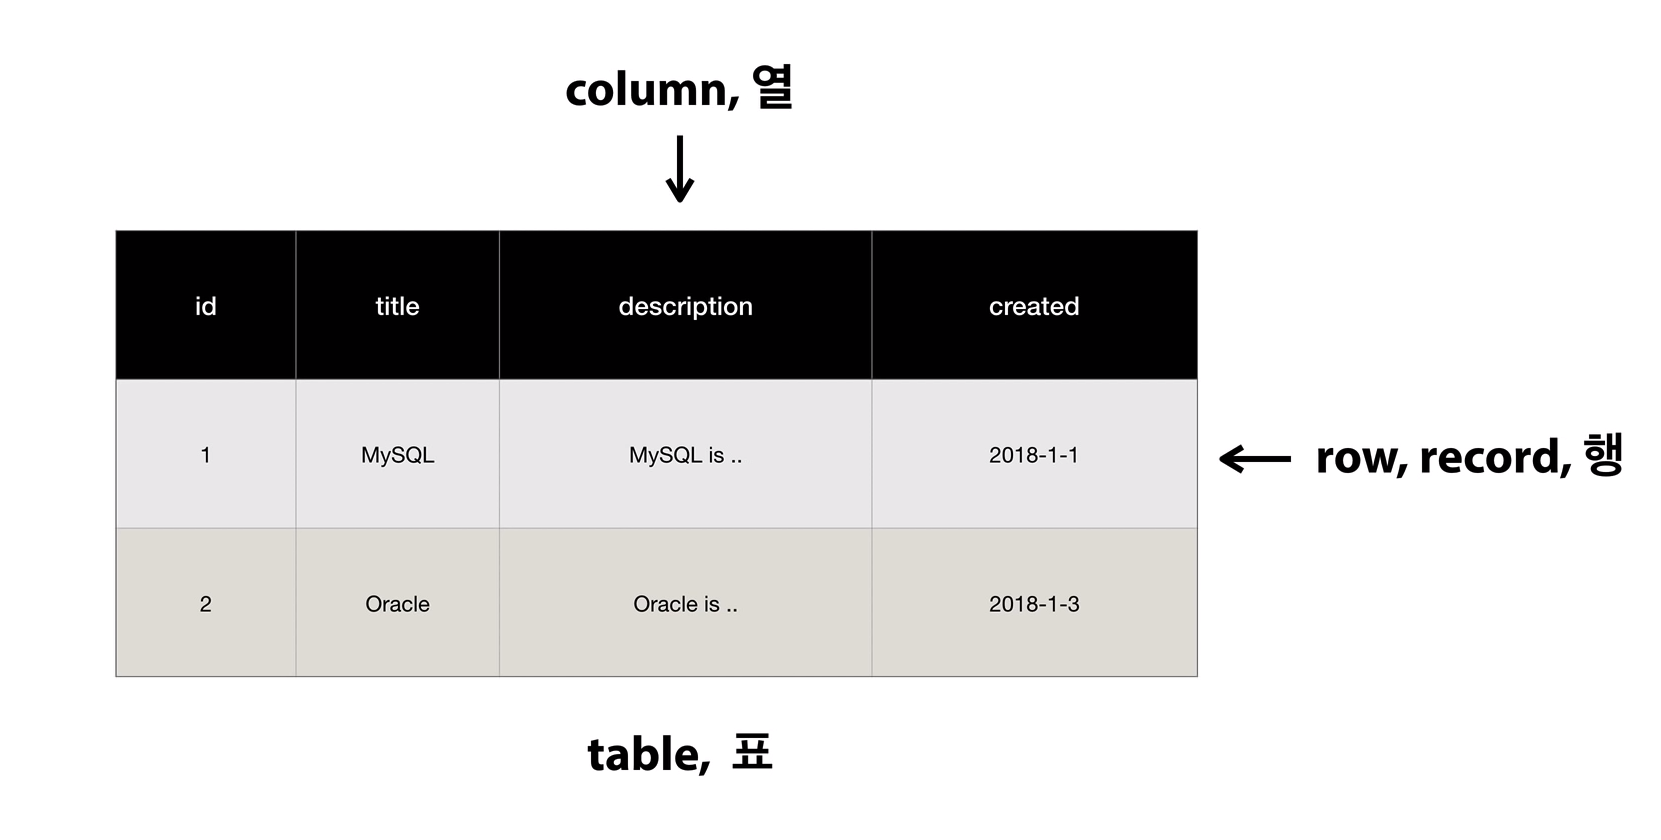 column, 열
id title description created
1 MySQL MySQL is .. 2018-1-1
row, record, 행
2 Oracle Oracle is .. 2018-1-3
table, 표